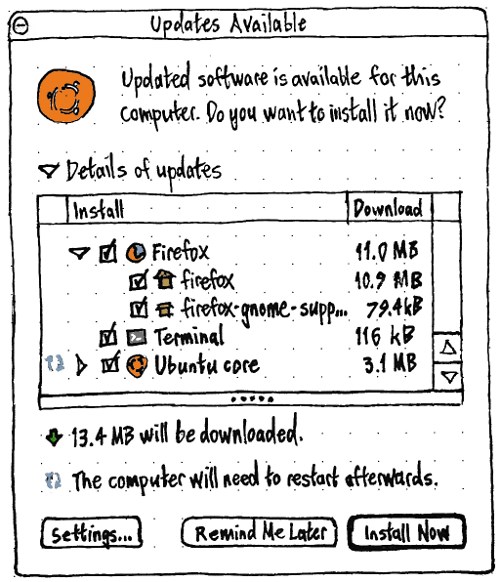 Updates Available
Updated software is available for this
computer. Do you want to install it now?
Details of updates
Install Download
Firefox 11.0 MB
firefox 10.9 MB
firefox-gnome-supp... 79.4kB
Terminal 116 kB
Ubuntu core 3.1 MB
13.4 MB will be downloaded.
The computer will need to restart afterwards.
Settings... Remind Me Later Install Now